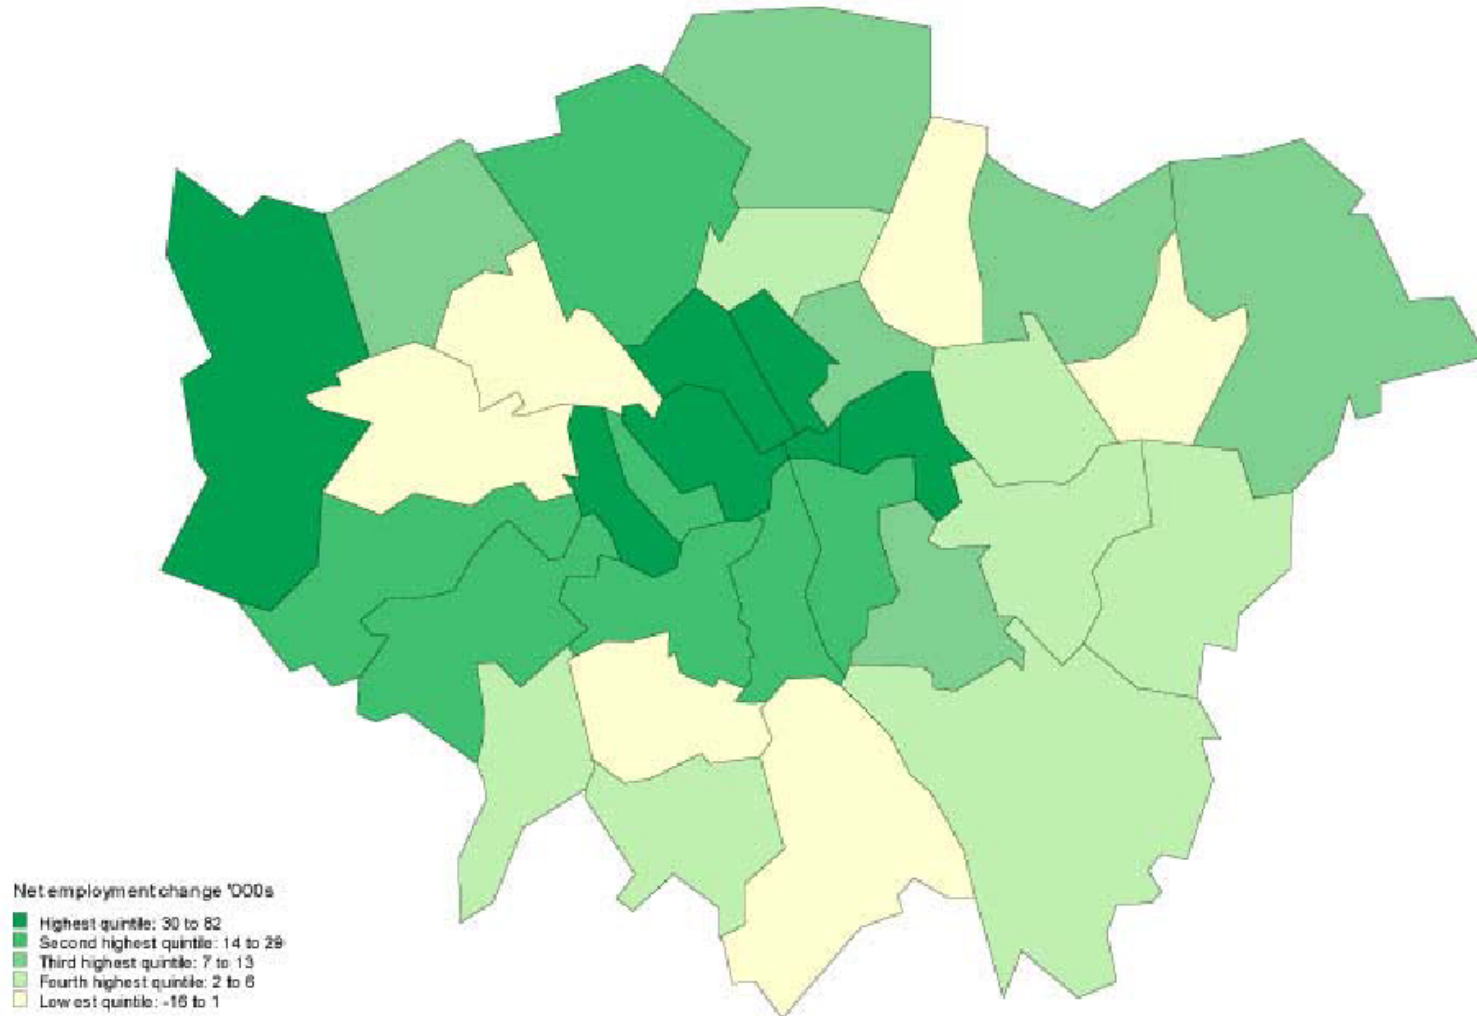 Net employment change '000s
Highest quintile: 30 to 82
Second highest quintile: 14 to 29
Third highest quintile: 7 to 13
Fourth highest quintile: 2 to 6
Lowest quintile: -16 to 1